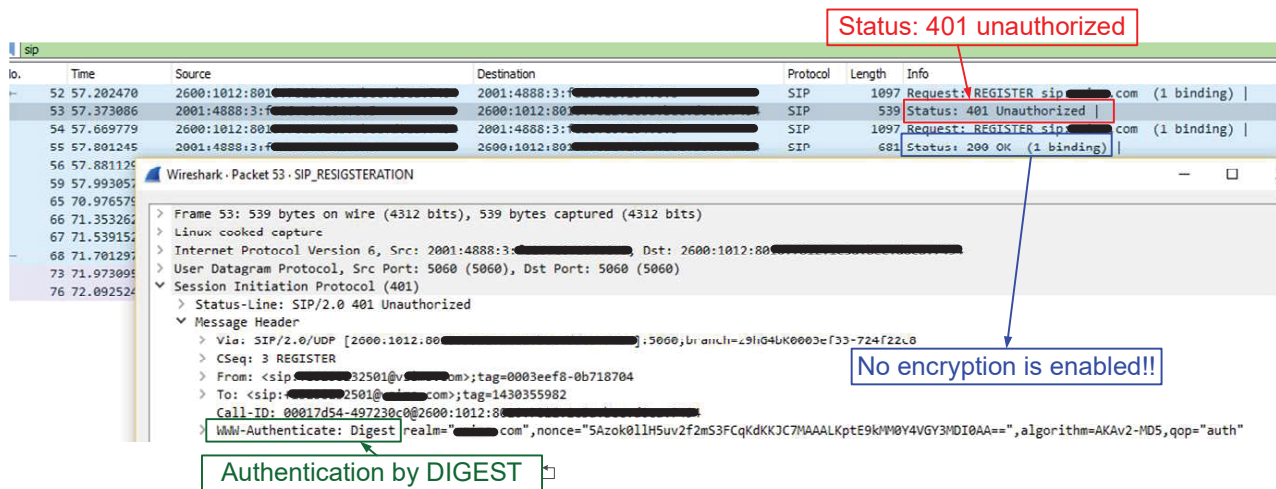 Status: 401 unauthorized
sip
No. Time Source Destination Protocol Length Info
52 57.202470 2600:1012:801 2001:4888:3:f SIP 1097 Request: REGISTER sip: .com (1 binding) |
53 57.373086 2001:4888:3:f 2600:1012:801 SIP 539 Status: 401 Unauthorized |
54 57.669779 2600:1012:801 2001:4888:3:f SIP 1097 Request: REGISTER sip: .com (1 binding) |
55 57.801245 2001:4888:3:f 2600:1012:801 SIP 681 Status: 200 OK (1 binding) |
56 57.881129
59 57.993057
65 70.976579
66 71.353262
67 71.539152
68 71.701297
73 71.973095
76 72.092524
Wireshark · Packet 53 · SIP_RESIGSTERATION
Frame 53: 539 bytes on wire (4312 bits), 539 bytes captured (4312 bits)
Linux cooked capture
Internet Protocol Version 6, Src: 2001:4888:3: , Dst: 2600:1012:80
User Datagram Protocol, Src Port: 5060 (5060), Dst Port: 5060 (5060)
Session Initiation Protocol (401)
Status-Line: SIP/2.0 401 Unauthorized
Message Header
Via: SIP/2.0/UDP [2600:1012:80 ]:5060;branch=z9hG4bK0003ef33-724f22c8
CSeq: 3 REGISTER
From: <sip: 32501@v om>;tag=0003eef8-0b718704
To: <sip: 2501@ com>;tag=1430355982
Call-ID: 00017d54-497230c0@2600:1012:80
WWW-Authenticate: Digest realm=" com",nonce="5Azok0llH5uv2f2mS3FCqKdKKJC7MAAALKptE9kMM0Y4VGY3MDI0AA==",algorithm=AKAv2-MD5,qop="auth"
No encryption is enabled!!
Authentication by DIGEST